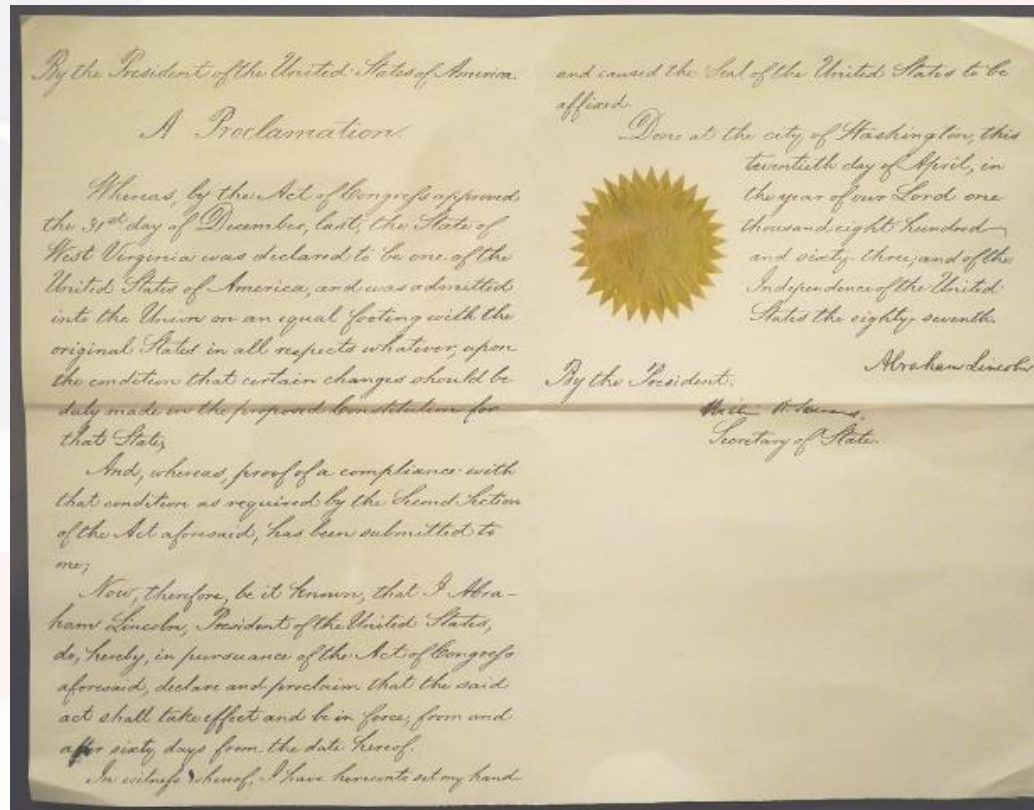 By the President of the United States of America.
A Proclamation.
Whereas, by the Act of Congress approved
the 31st day of December, last, the State of
West Virginia was declared to be one of the
United States of America, and was admitted
into the Union on an equal footing with the
original States in all respects whatever, upon
the condition that certain changes should be
duly made in the proposed Constitution for
that State;
And, whereas, proof of a compliance with
that condition as required by the Second Section
of the Act aforesaid, has been submitted to
me;
Now, therefore, be it known, that I Abra-
ham Lincoln, President of the United States,
do, hereby, in pursuance of the Act of Congress
aforesaid, declare and proclaim that the said
act shall take effect and be in force, from and
after sixty days from the date hereof.
In witness whereof, I have hereunto set my hand
and caused the Seal of the United States to be
affixed.
Done at the city of Washington, this
twentieth day of April, in
the year of our Lord one
thousand eight hundred
and sixty-three, and of the
Independence of the United
States the eighty-seventh.
Abraham Lincoln
By the President:
William H. Seward,
Secretary of State.